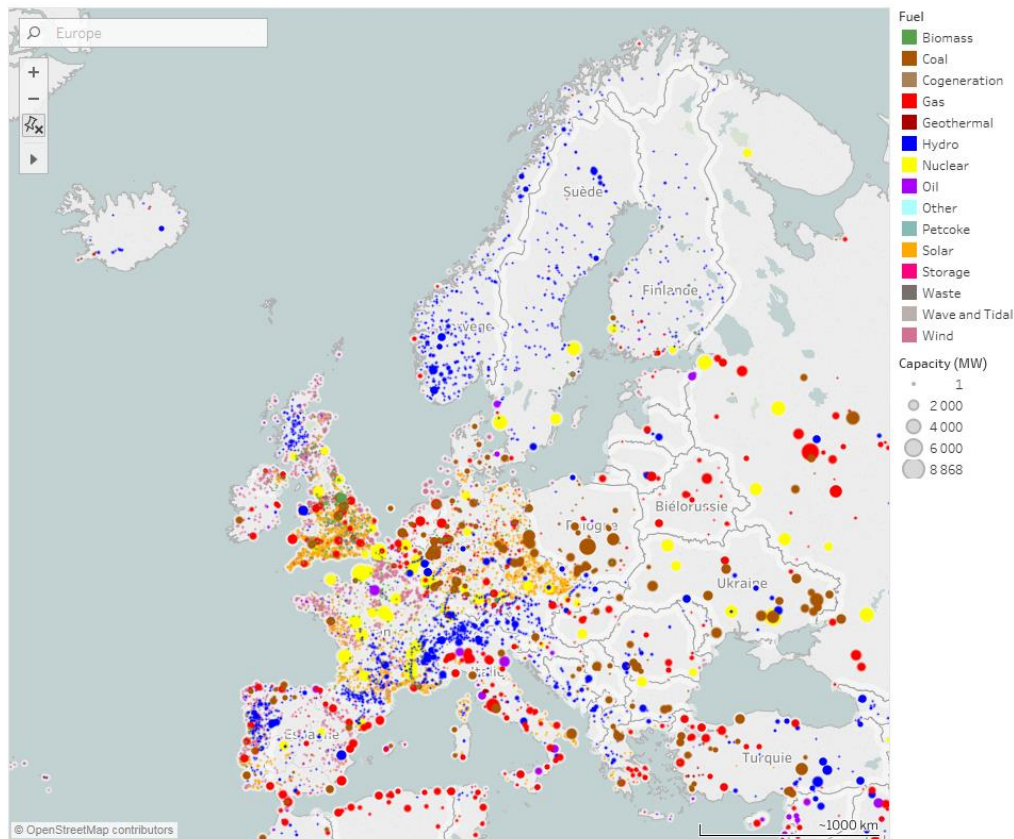 Europe
Fuel
Biomass
Coal
Cogeneration
Gas
Geothermal
Hydro
Nuclear
Oil
Other
Petcoke
Solar
Storage
Waste
Wave and Tidal
Wind
Capacity (MW)
1
2 000
4 000
6 000
8 868
Suède
Finlande
Biélorussie
Ukraine
Turquie
~1000 km
© OpenStreetMap contributors